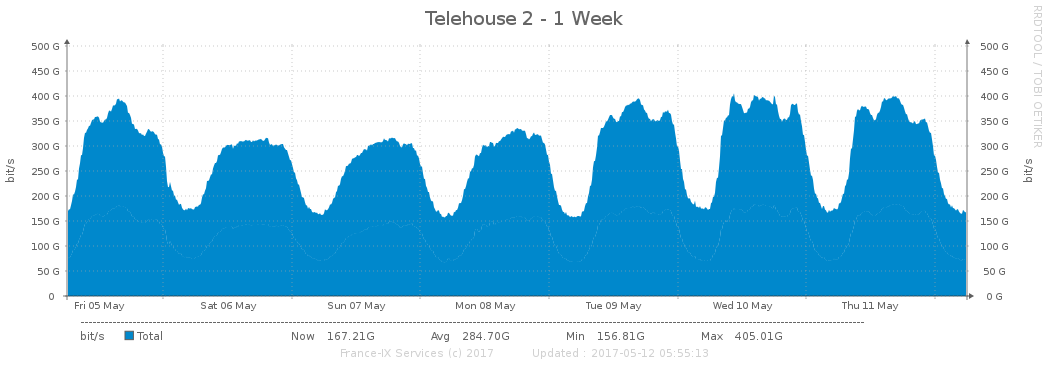 Telehouse 2 - 1 Week
RRDTOOL / TOBI OETIKER
500 G 500 G
450 G 450 G
400 G 400 G
350 G 350 G
300 G 300 G
250 G 250 G
200 G 200 G
150 G 150 G
100 G 100 G
50 G 50 G
0 0 G
bit/s bit/s
Fri 05 May Sat 06 May Sun 07 May Mon 08 May Tue 09 May Wed 10 May Thu 11 May
bit/s Total Now 167.21G Avg 284.70G Min 156.81G Max 405.01G
France-IX Services (c) 2017 Updated : 2017-05-12 05:55:13